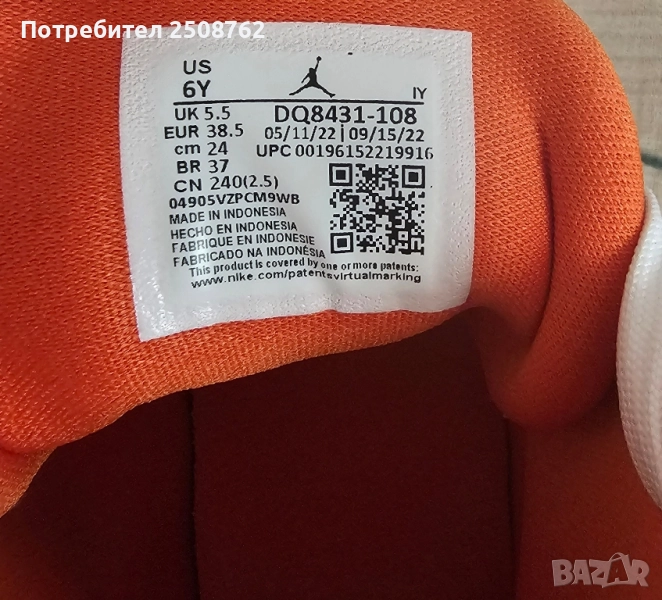 Потребител 2508762
US
6Y
IY
UK 5.5
DQ8431-108
EUR 38.5
05/11/22 | 09/15/22
cm 24
UPC 00196152219916
BR 37
CN 240(2.5)
04905VZPCM9WB
MADE IN INDONESIA
HECHO EN INDONESIA
FABRIQUE EN INDONESIE
FABRICADO NA INDONÉSIA
This product is covered by one or more patents:
www.nike.com/patentsvirtualmarking
BAZAR